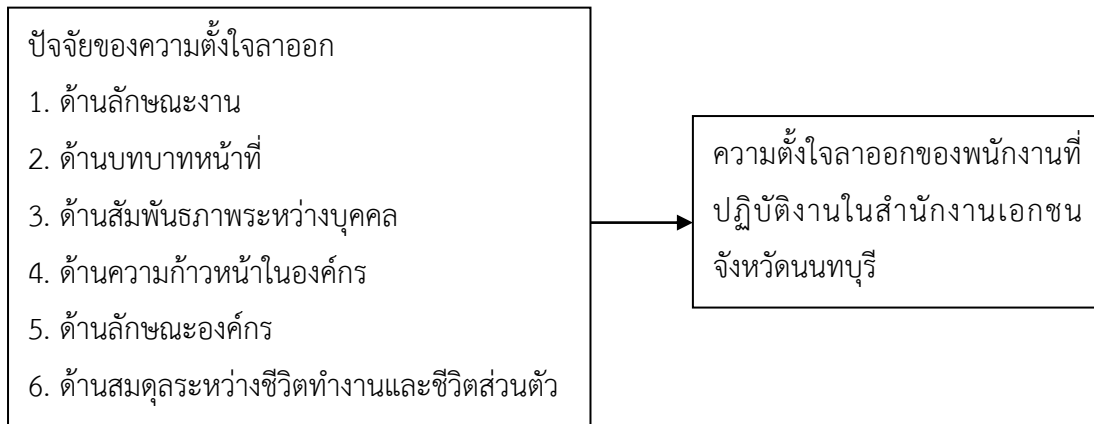 ปัจจัยของความตั้งใจลาออก
1. ด้านลักษณะงาน
2. ด้านบทบาทหน้าที่
3. ด้านสัมพันธภาพระหว่างบุคคล
4. ด้านความก้าวหน้าในองค์กร
5. ด้านลักษณะองค์กร
6. ด้านสมดุลระหว่างชีวิตทำงานและชีวิตส่วนตัว
ความตั้งใจลาออกของพนักงานที่
ปฏิบัติงานในสำนักงานเอกชน
จังหวัดนนทบุรี